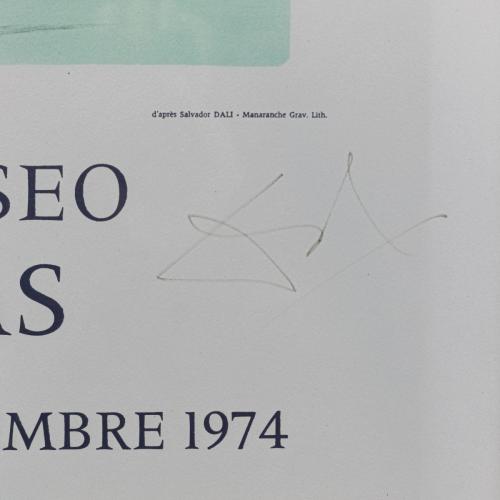 d'après Salvador DALI - Manaranche Grav. Lith.
SEO
AS
MBRE 1974